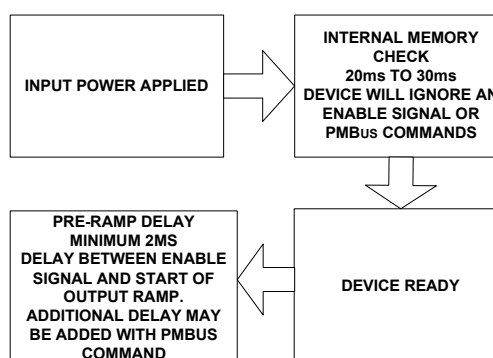 INPUT POWER APPLIED
INTERNAL MEMORY
CHECK
20ms TO 30ms
DEVICE WILL IGNORE AN
ENABLE SIGNAL OR
PMBUS COMMANDS
PRE-RAMP DELAY
MINIMUM 2MS
DELAY BETWEEN ENABLE
SIGNAL AND START OF
OUTPUT RAMP.
ADDITIONAL DELAY MAY
BE ADDED WITH PMBUS
COMMAND
DEVICE READY